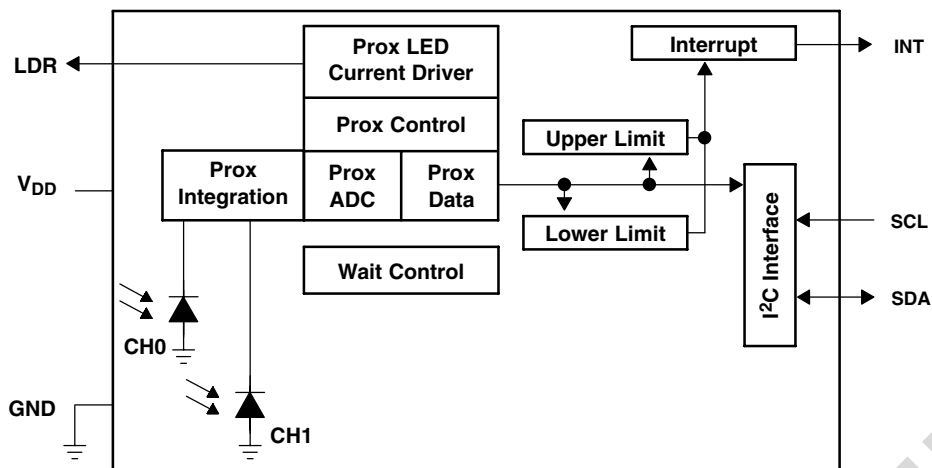 LDR
Prox LED
Current Driver
Interrupt
INT
Prox Control
Upper Limit
VDD
Prox
Integration
Prox
ADC
Prox
Data
Lower Limit
I²C Interface
SCL
Wait Control
SDA
CH0
GND
CH1